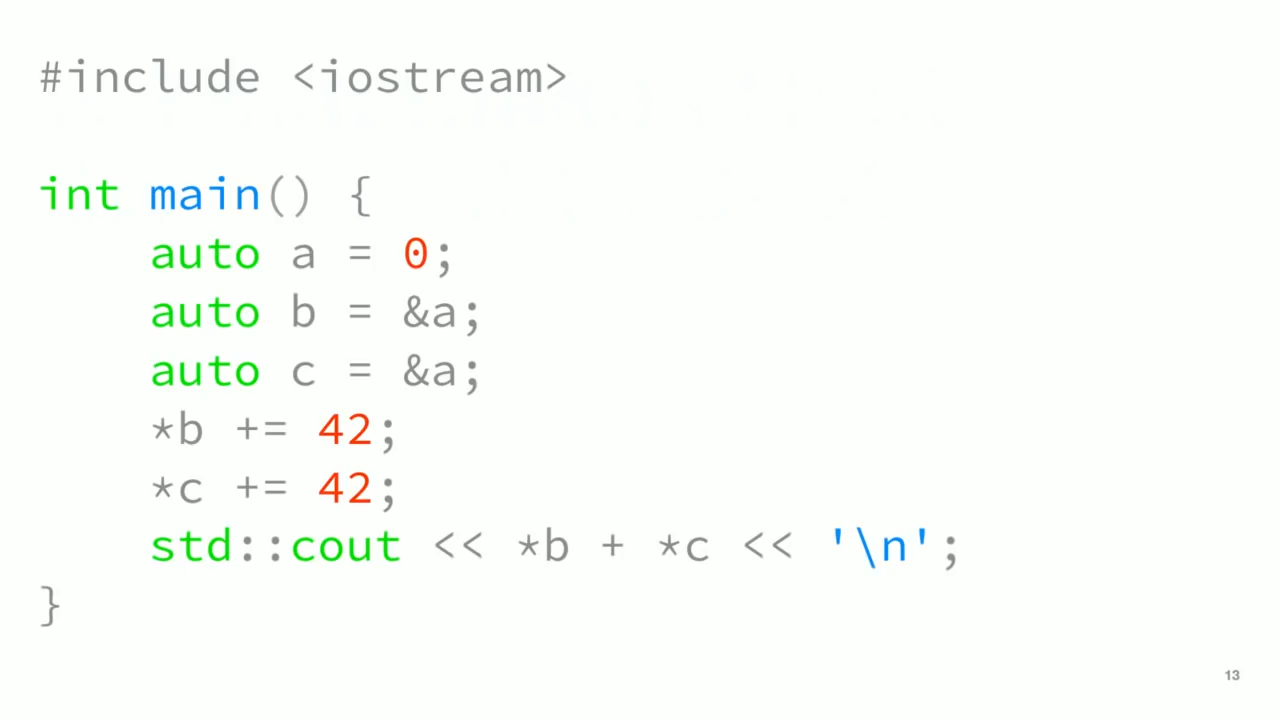 #include <iostream>
int main() {
    auto a = 0;
    auto b = &a;
    auto c = &a;
    *b += 42;
    *c += 42;
    std::cout << *b + *c << '\n';
}
13